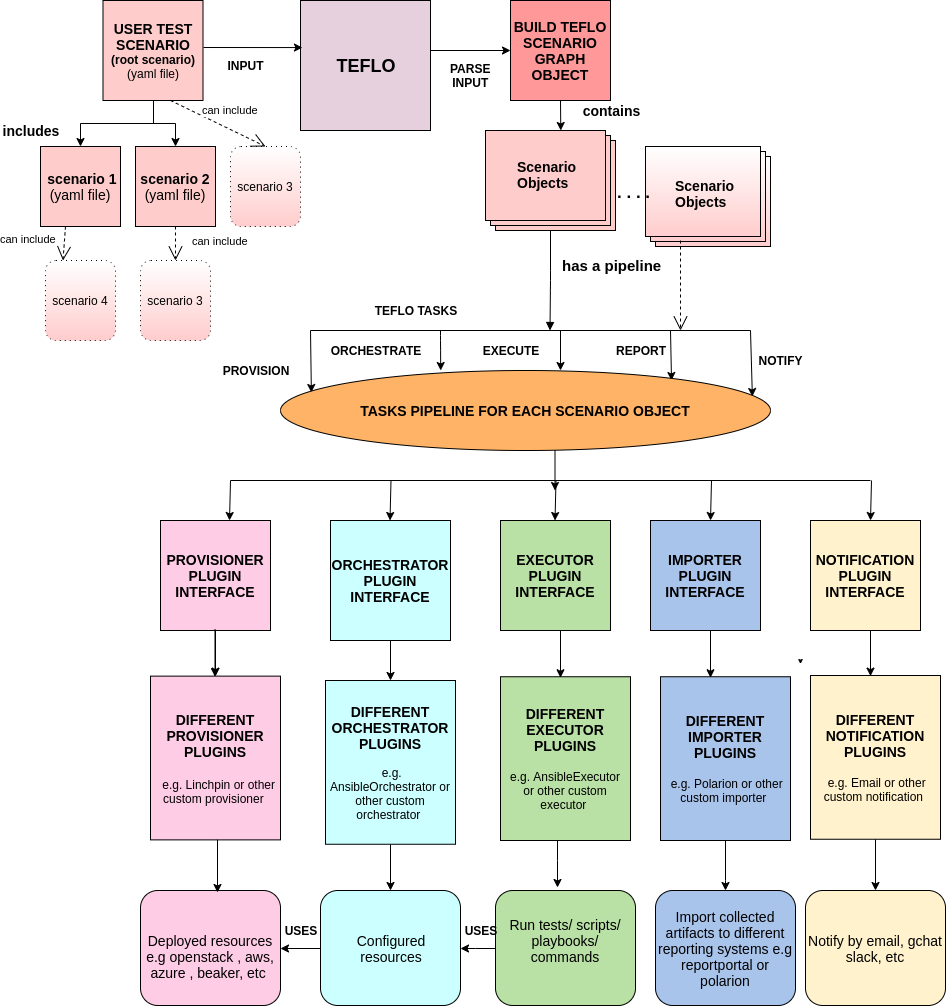 USER TEST
SCENARIO
(root scenario)
(yaml file)
INPUT
TEFLO
PARSE
INPUT
BUILD TEFLO
SCENARIO
GRAPH
OBJECT
can include
contains
includes
scenario 1
(yaml file)
scenario 2
(yaml file)
scenario 3
Scenario
Objects
. . . .
Scenario
Objects
can include
can include
scenario 4
scenario 3
has a pipeline
TEFLO TASKS
PROVISION
ORCHESTRATE
EXECUTE
REPORT
NOTIFY
TASKS PIPELINE FOR EACH SCENARIO OBJECT
PROVISIONER
PLUGIN
INTERFACE
ORCHESTRATOR
PLUGIN
INTERFACE
EXECUTOR
PLUGIN
INTERFACE
IMPORTER
PLUGIN
INTERFACE
NOTIFICATION
PLUGIN
INTERFACE
DIFFERENT
PROVISIONER
PLUGINS
e.g. Linchpin or other
custom provisioner
DIFFERENT
ORCHESTRATOR
PLUGINS
e.g.
AnsibleOrchestrator or
other custom
orchestrator
DIFFERENT
EXECUTOR
PLUGINS
e.g. AnsibleExecutor
or other custom
executor
DIFFERENT
IMPORTER
PLUGINS
e.g. Polarion or other
custom importer
DIFFERENT
NOTIFICATION
PLUGINS
e.g. Email or other
custom notification
Deployed resources
e.g openstack , aws,
azure , beaker, etc
USES
Configured
resources
USES
Run tests/ scripts/
playbooks/
commands
Import collected
artifacts to different
reporting systems e.g
reportportal or
polarion
Notify by email, gchat
slack, etc